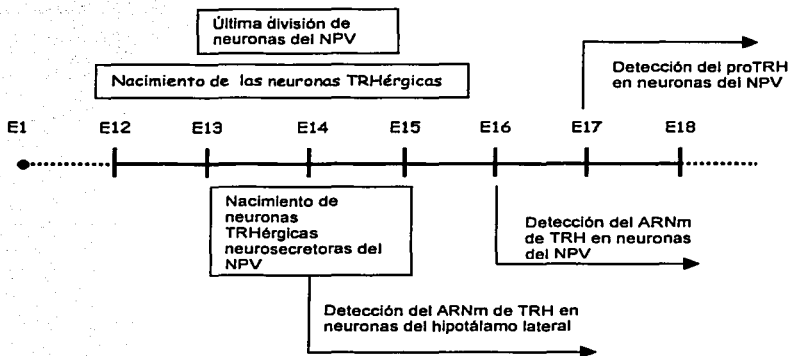 Última división de
neuronas del NPV
Nacimiento de las neuronas TRHérgicas
Detección del proTRH
en neuronas del NPV
E1 E12 E13 E14 E15 E16 E17 E18
Nacimiento de
neuronas
TRHérgicas
neurosecretoras del
NPV
Detección del ARNm
de TRH en neuronas
del NPV
Detección del ARNm de TRH en
neuronas del hipotálamo lateral